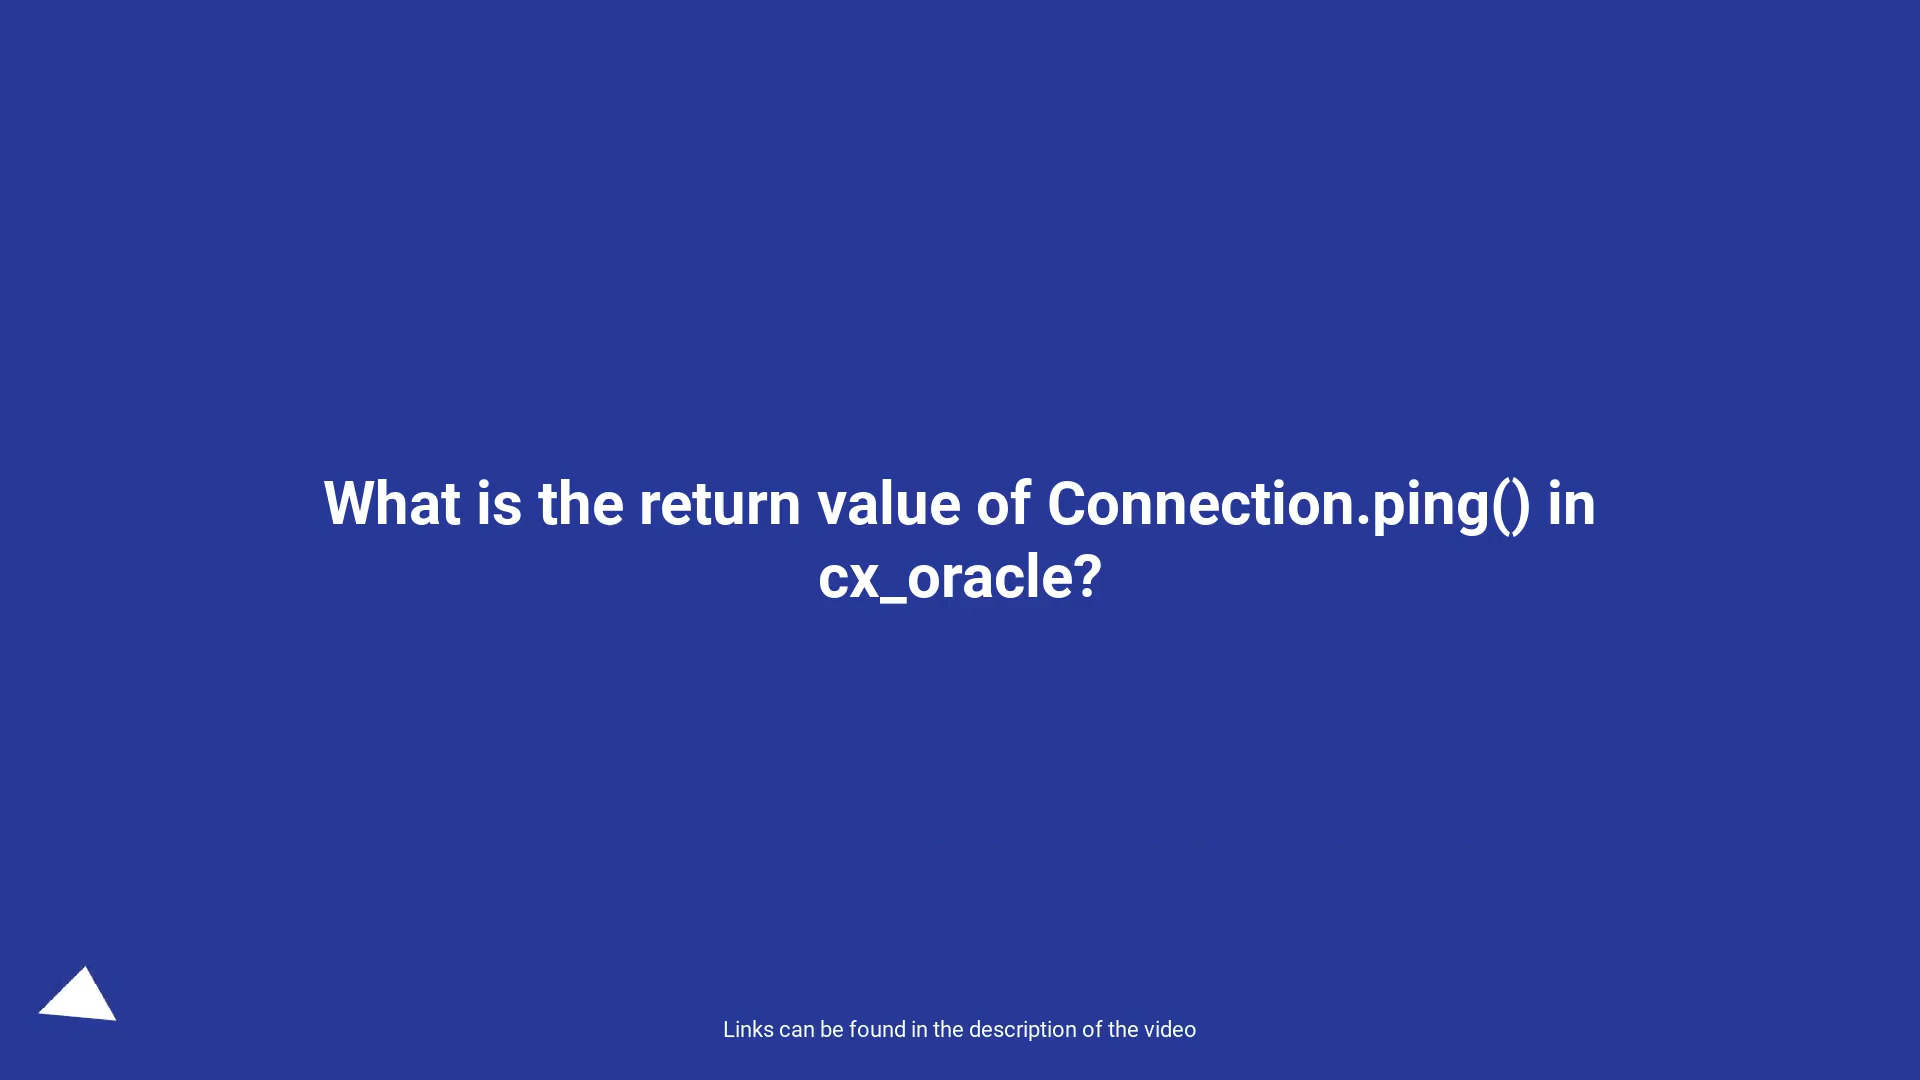 What is the return value of Connection.ping() in
cx_oracle?
Links can be found in the description of the video